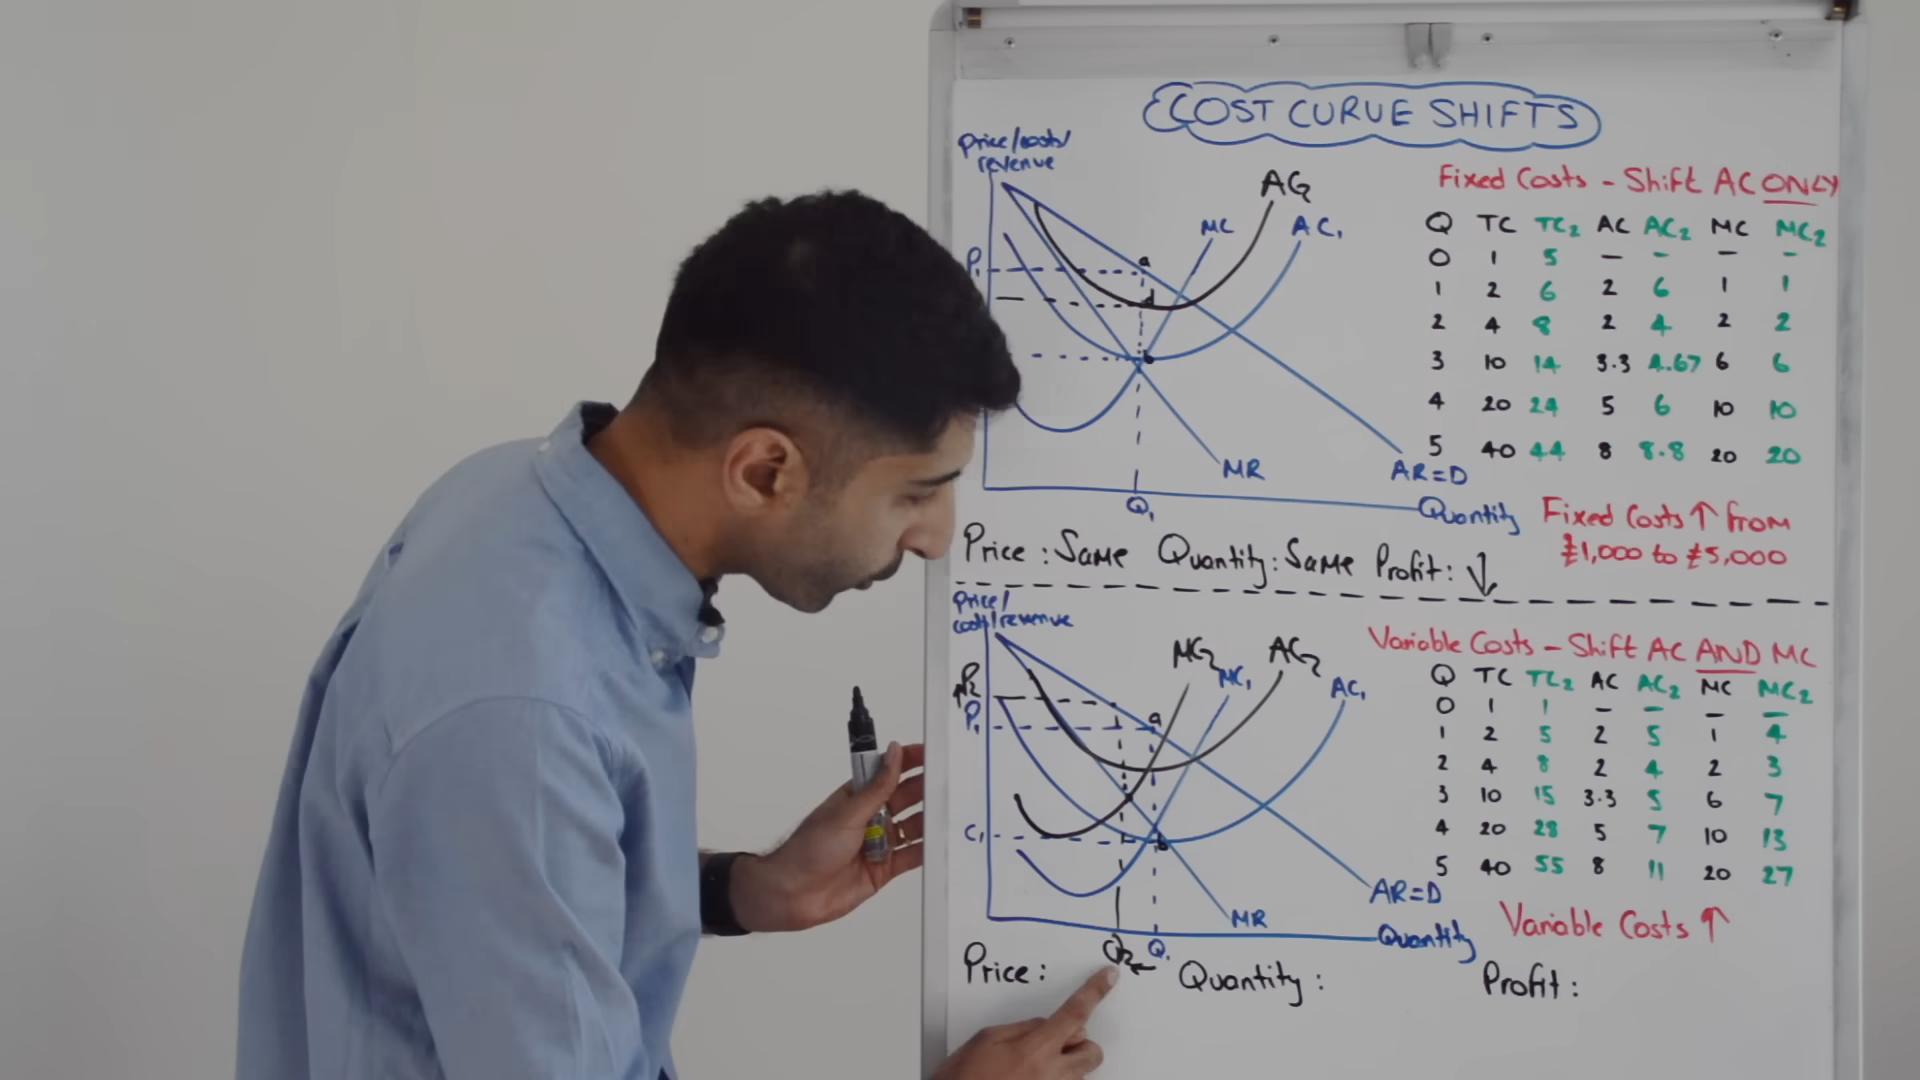 COST CURVE SHIFTS
Price/costs/
revenue
AC2
MC
AC1
P1
a
d
b
MR
AR=D
Q1
Quantity
Fixed Costs - Shift AC ONLY
Q TC TC2 AC AC2 MC MC2
0 1 5 - - - -
1 2 6 2 6 1 1
2 4 8 2 4 2 2
3 10 14 3.3 4.67 6 6
4 20 24 5 6 10 10
5 40 44 8 8.8 20 20
Fixed Costs ↑ from
£1,000 to £5,000
Price: Same Quantity: Same Profit: ↓
Price/
costs/revenue
MC2
AC2
MC1
AC1
P2
P1
a
C1
b
AR=D
MR
Q2 ← Q1
Quantity
Variable Costs - Shift AC AND MC
Q TC TC2 AC AC2 MC MC2
0 1 1 - - - -
1 2 5 2 5 1 4
2 4 8 2 4 2 3
3 10 15 3.3 5 6 7
4 20 28 5 7 10 13
5 40 55 8 11 20 27
Variable Costs ↑
Price: Quantity: Profit: